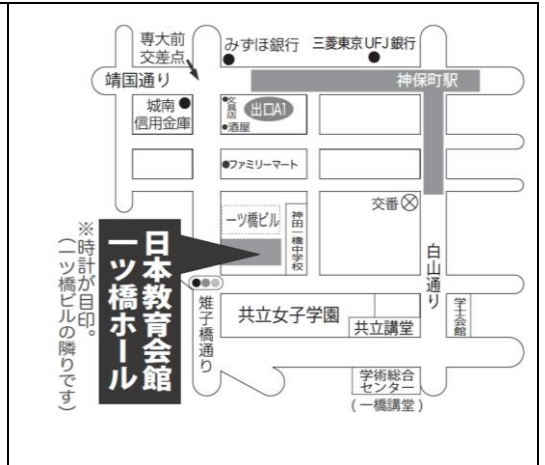 専大前
交差点
みずほ銀行
三菱東京UFJ銀行
靖国通り
神保町駅
城南
信用金庫
文具店
出口A1
酒屋
ファミリーマート
一ツ橋ビル
神田一橋中学校
交番
日本教育会館
一ツ橋ホール
※時計が目印。
(一ツ橋ビルの隣りです)
雉子橋通り
白山通り
共立女子学園
共立講堂
学士会館
学術総合
センター
(一橋講堂)